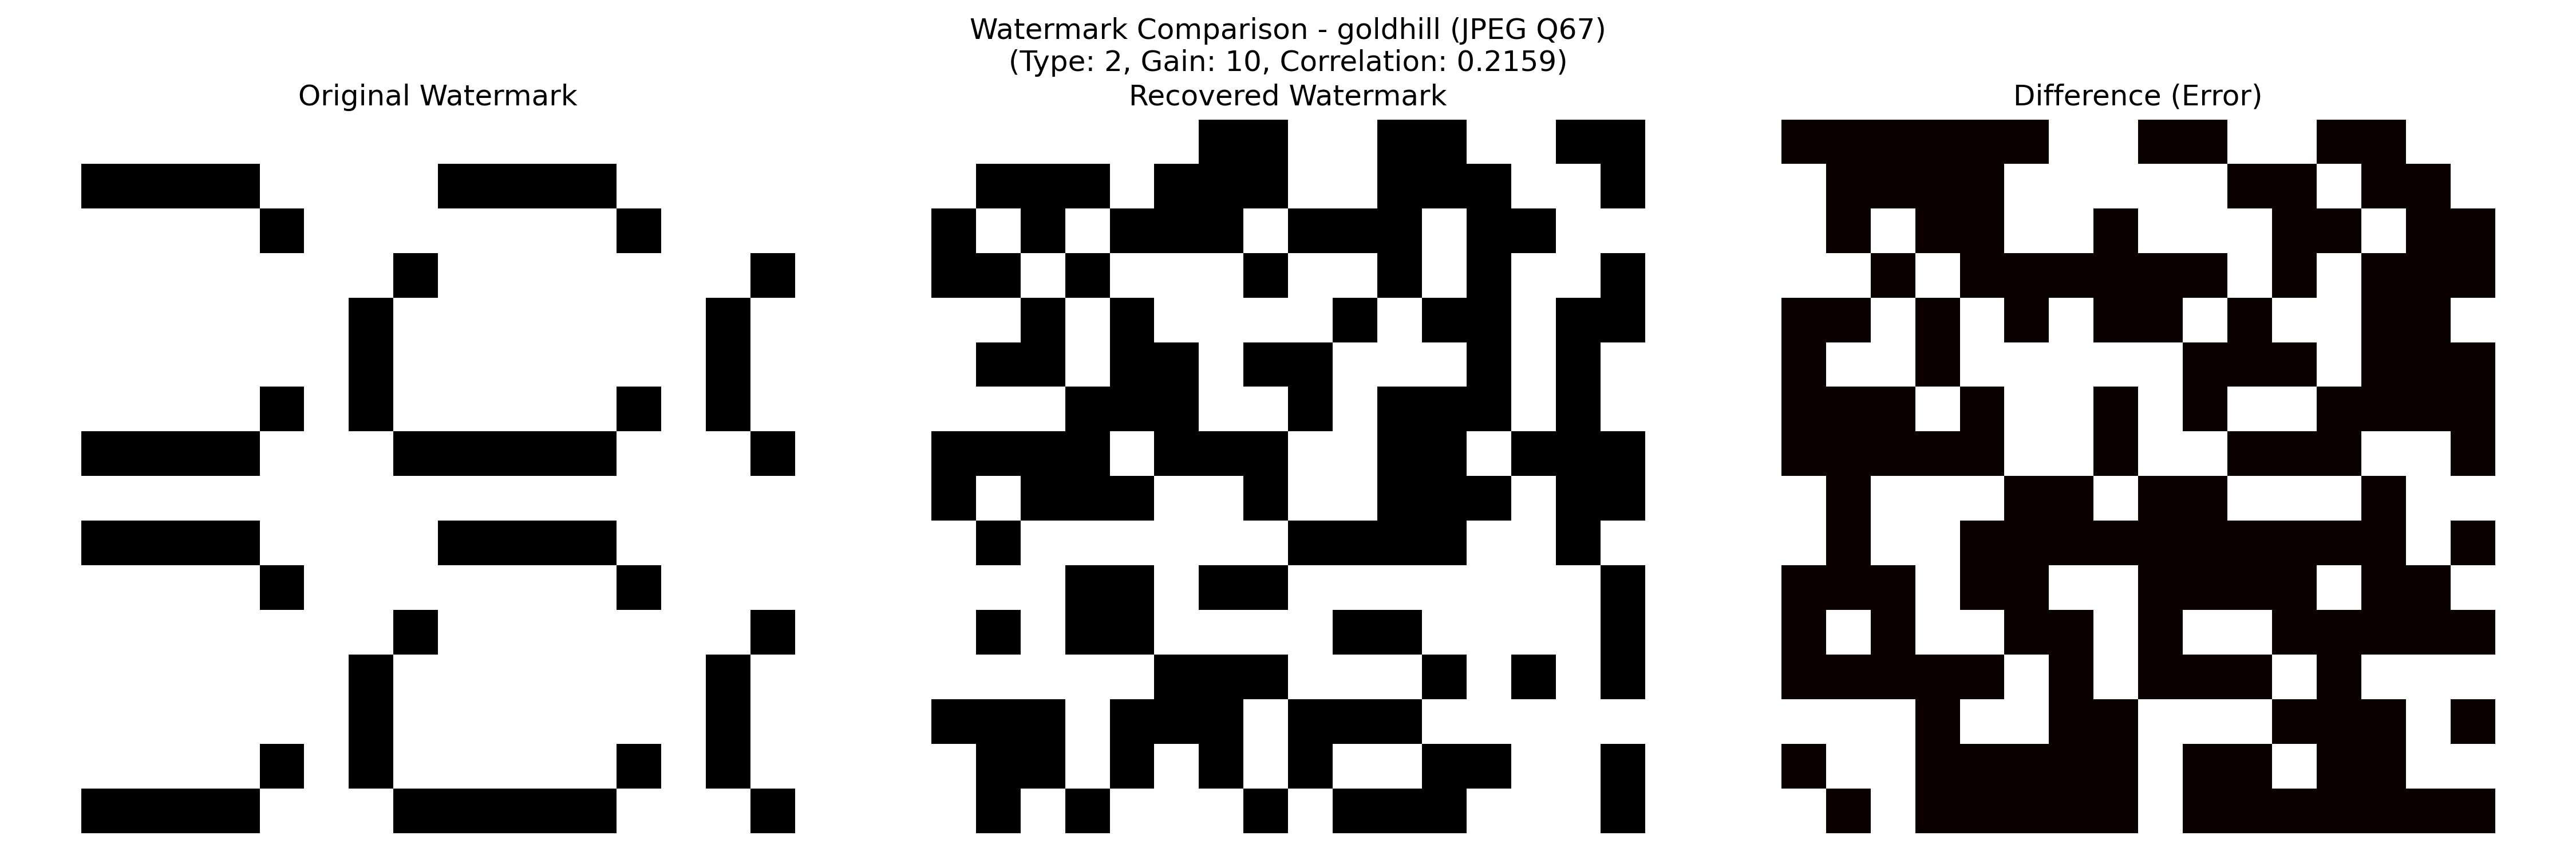 Watermark Comparison - goldhill (JPEG Q67)
(Type: 2, Gain: 10, Correlation: 0.2159)
Original Watermark
Recovered Watermark
Difference (Error)